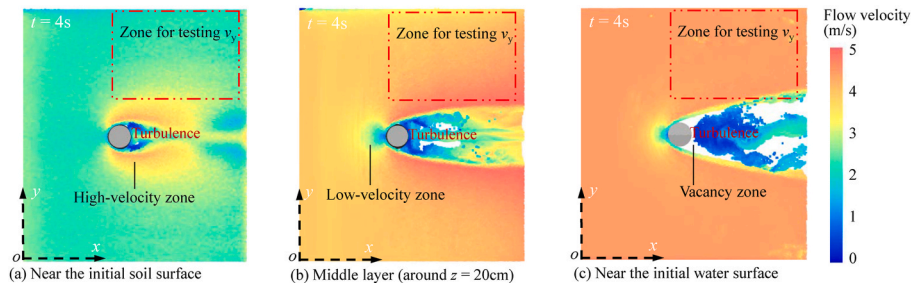 t = 4s
Zone for testing vy
Turbulence
High-velocity zone
y
x
o
(a) Near the initial soil surface
t = 4s
Zone for testing vy
Turbulence
Low-velocity zone
y
x
o
(b) Middle layer (around z = 20cm)
t = 4s
Zone for testing vy
Turbulence
Vacancy zone
y
x
o
(c) Near the initial water surface
Flow velocity
(m/s)
5
4
3
2
1
0